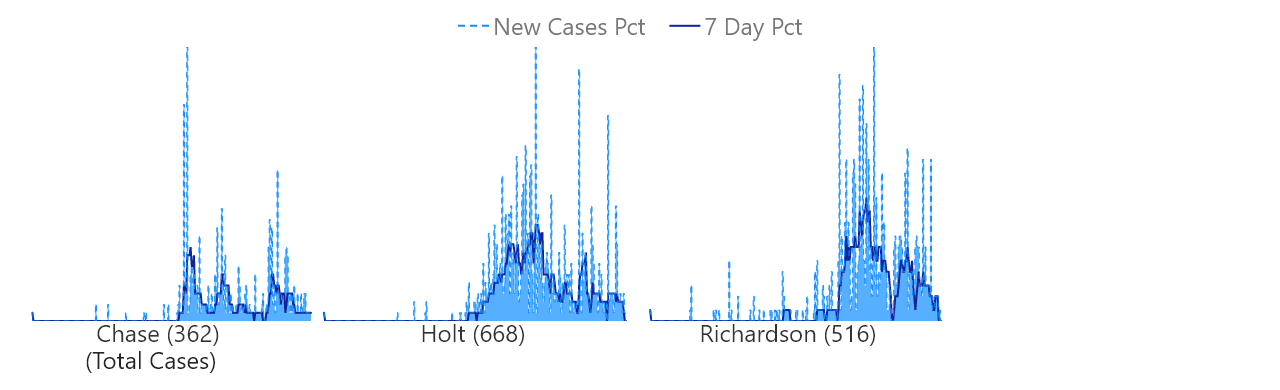 New Cases Pct 7 Day Pct
Chase (362) Holt (668) Richardson (516)
(Total Cases)